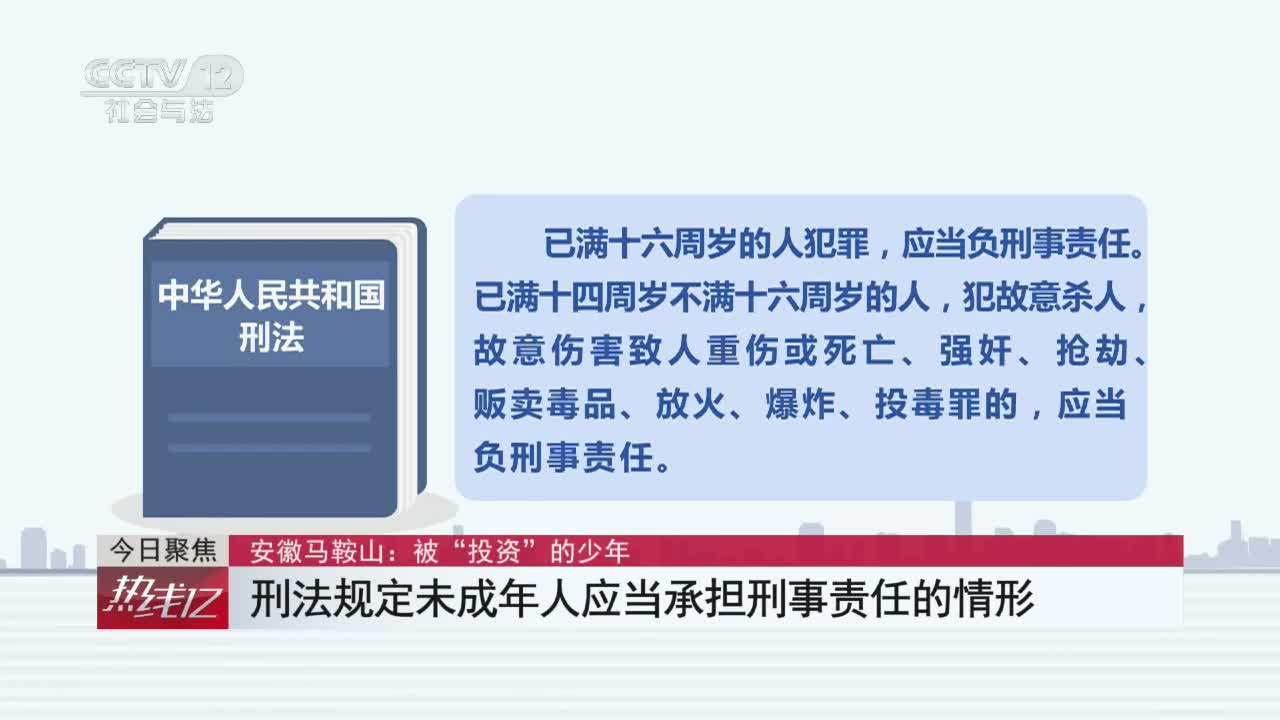 CCTV 12
社会与法
中华人民共和国
刑法
已满十六周岁的人犯罪，应当负刑事责任。
已满十四周岁不满十六周岁的人，犯故意杀人，
故意伤害致人重伤或死亡、强奸、抢劫、
贩卖毒品、放火、爆炸、投毒罪的，应当
负刑事责任。
今日聚焦
安徽马鞍山：被“投资”的少年
热线12
刑法规定未成年人应当承担刑事责任的情形